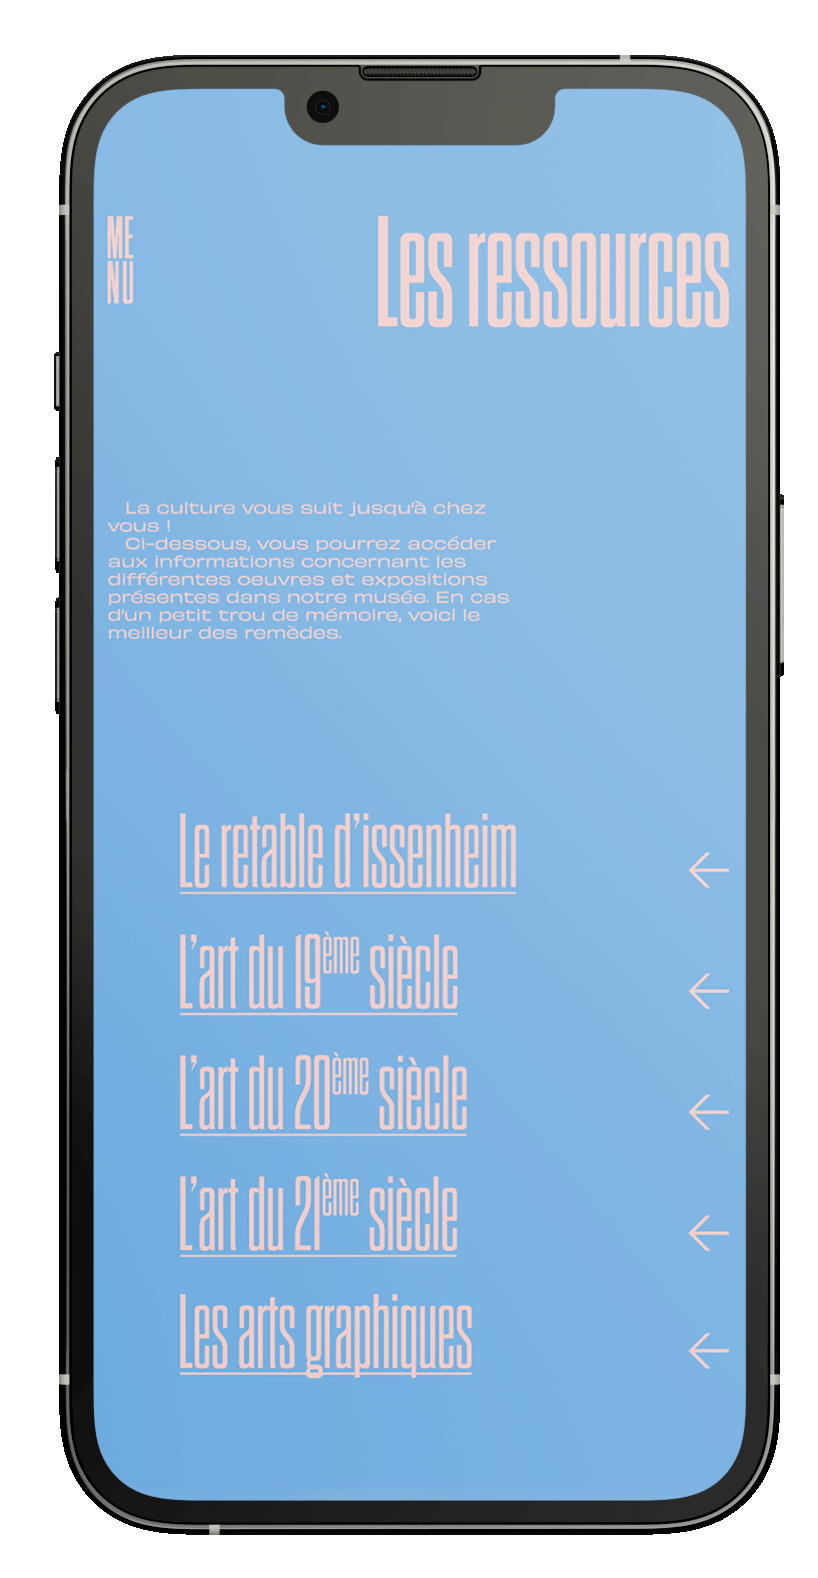 ME
NU
Les ressources
La culture vous suit jusqu'à chez
vous !
Ci-dessous, vous pourrez accéder
aux informations concernant les
différentes oeuvres et expositions
présentes dans notre musée. En cas
d'un petit trou de mémoire, voici le
meilleur des remèdes.
Le retable d'issenheim
L'art du 19ème siècle
L'art du 20ème siècle
L'art du 21ème siècle
Les arts graphiques